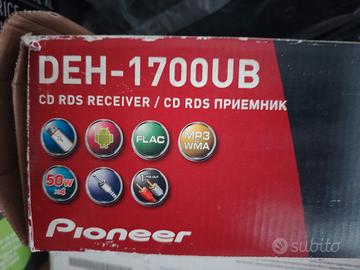 DEH-1700UB
CD RDS RECEIVER / CD RDS ПРИЕМНИК
FLAC
MP3
WMA
50W
x4
Pioneer
subito